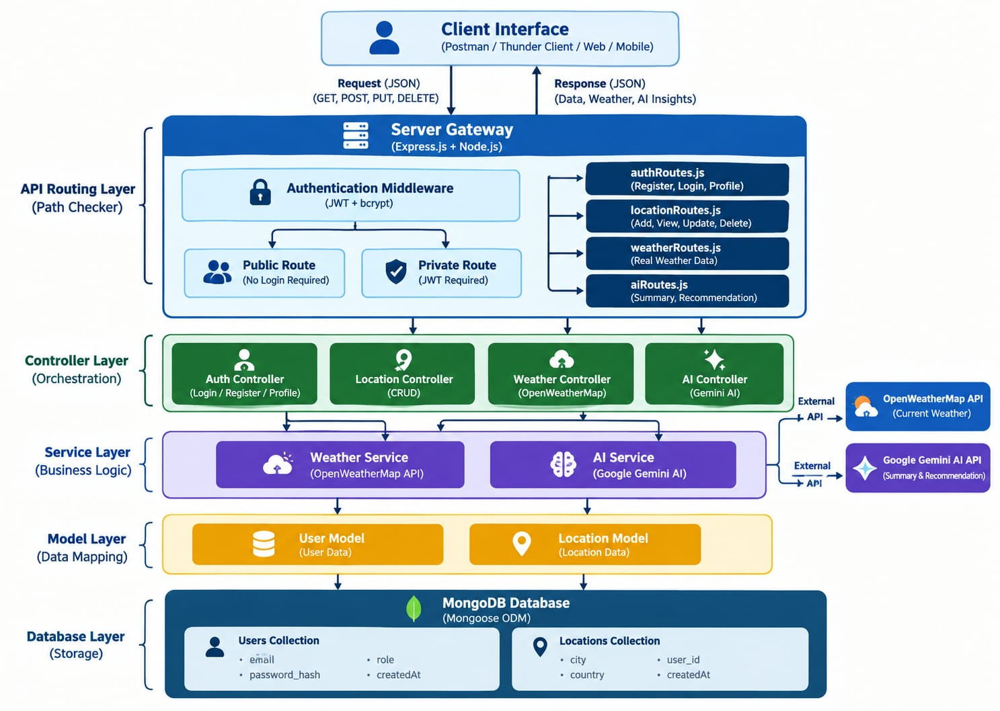 Client Interface
(Postman / Thunder Client / Web / Mobile)
Request (JSON)
(GET, POST, PUT, DELETE)
Response (JSON)
(Data, Weather, AI Insights)
Server Gateway
(Express.js + Node.js)
API Routing Layer
(Path Checker)
Authentication Middleware
(JWT + bcrypt)
Public Route
(No Login Required)
Private Route
(JWT Required)
authRoutes.js
(Register, Login, Profile)
locationRoutes.js
(Add, View, Update, Delete)
weatherRoutes.js
(Real Weather Data)
aiRoutes.js
(Summary, Recommendation)
Controller Layer
(Orchestration)
Auth Controller
(Login / Register / Profile)
Location Controller
(CRUD)
Weather Controller
(OpenWeatherMap)
AI Controller
(Gemini AI)
External
API
OpenWeatherMap API
(Current Weather)
Service Layer
(Business Logic)
Weather Service
(OpenWeatherMap API)
AI Service
(Google Gemini AI)
External
API
Google Gemini AI API
(Summary & Recommendation)
Model Layer
(Data Mapping)
User Model
(User Data)
Location Model
(Location Data)
Database Layer
(Storage)
MongoDB Database
(Mongoose ODM)
Users Collection
• email
• role
• password_hash
• createdAt
Locations Collection
• city
• user_id
• country
• createdAt